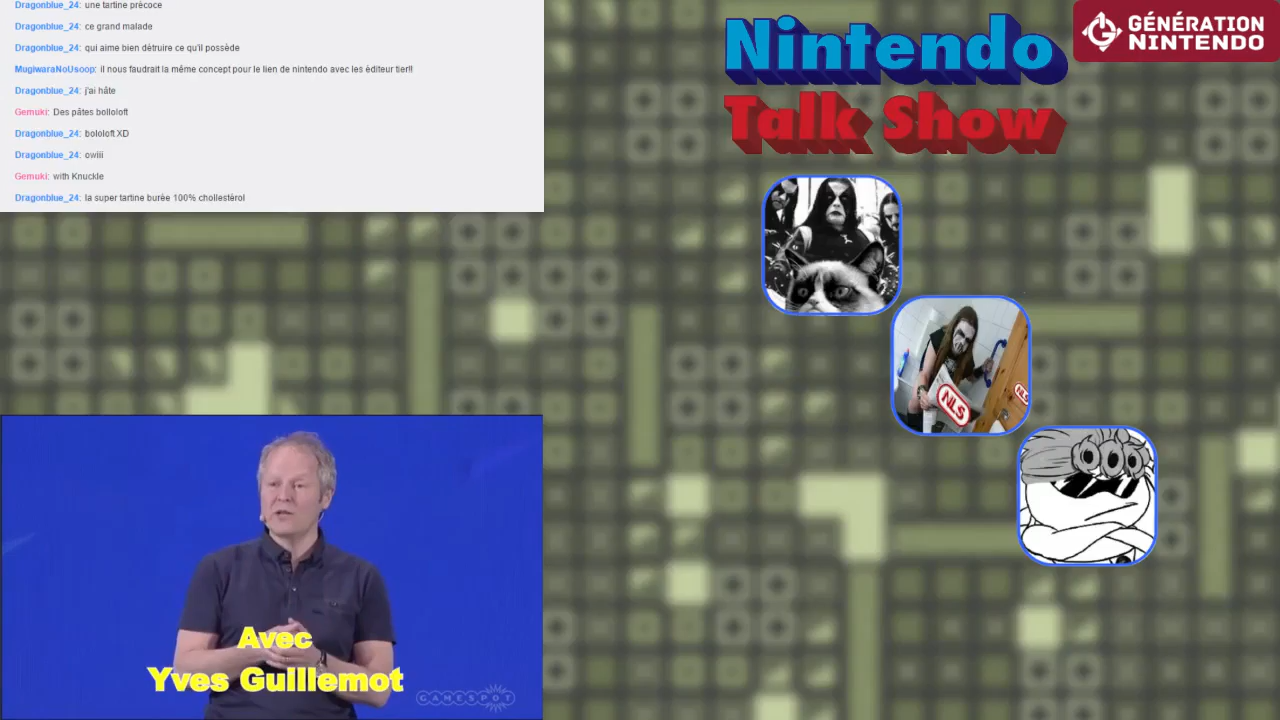 Dragonblue_24: une tartine précoce
Dragonblue_24: ce grand malade
Dragonblue_24: qui aime bien détruire ce qu'il possède
MugiwaraNoUsoop: il nous faudrait la même concept pour le lien de nintendo avec les éditeur tier!!
Dragonblue_24: j'ai hâte
Gemuki: Des pâtes bolloloft
Dragonblue_24: bololoft XD
Dragonblue_24: owiii
Gemuki: with Knuckle
Dragonblue_24: la super tartine burée 100% chollestérol
Nintendo
Talk Show
GÉNÉRATION
NINTENDO
NLS
NLS
Avec
Yves Guillemot
GAMESPOT